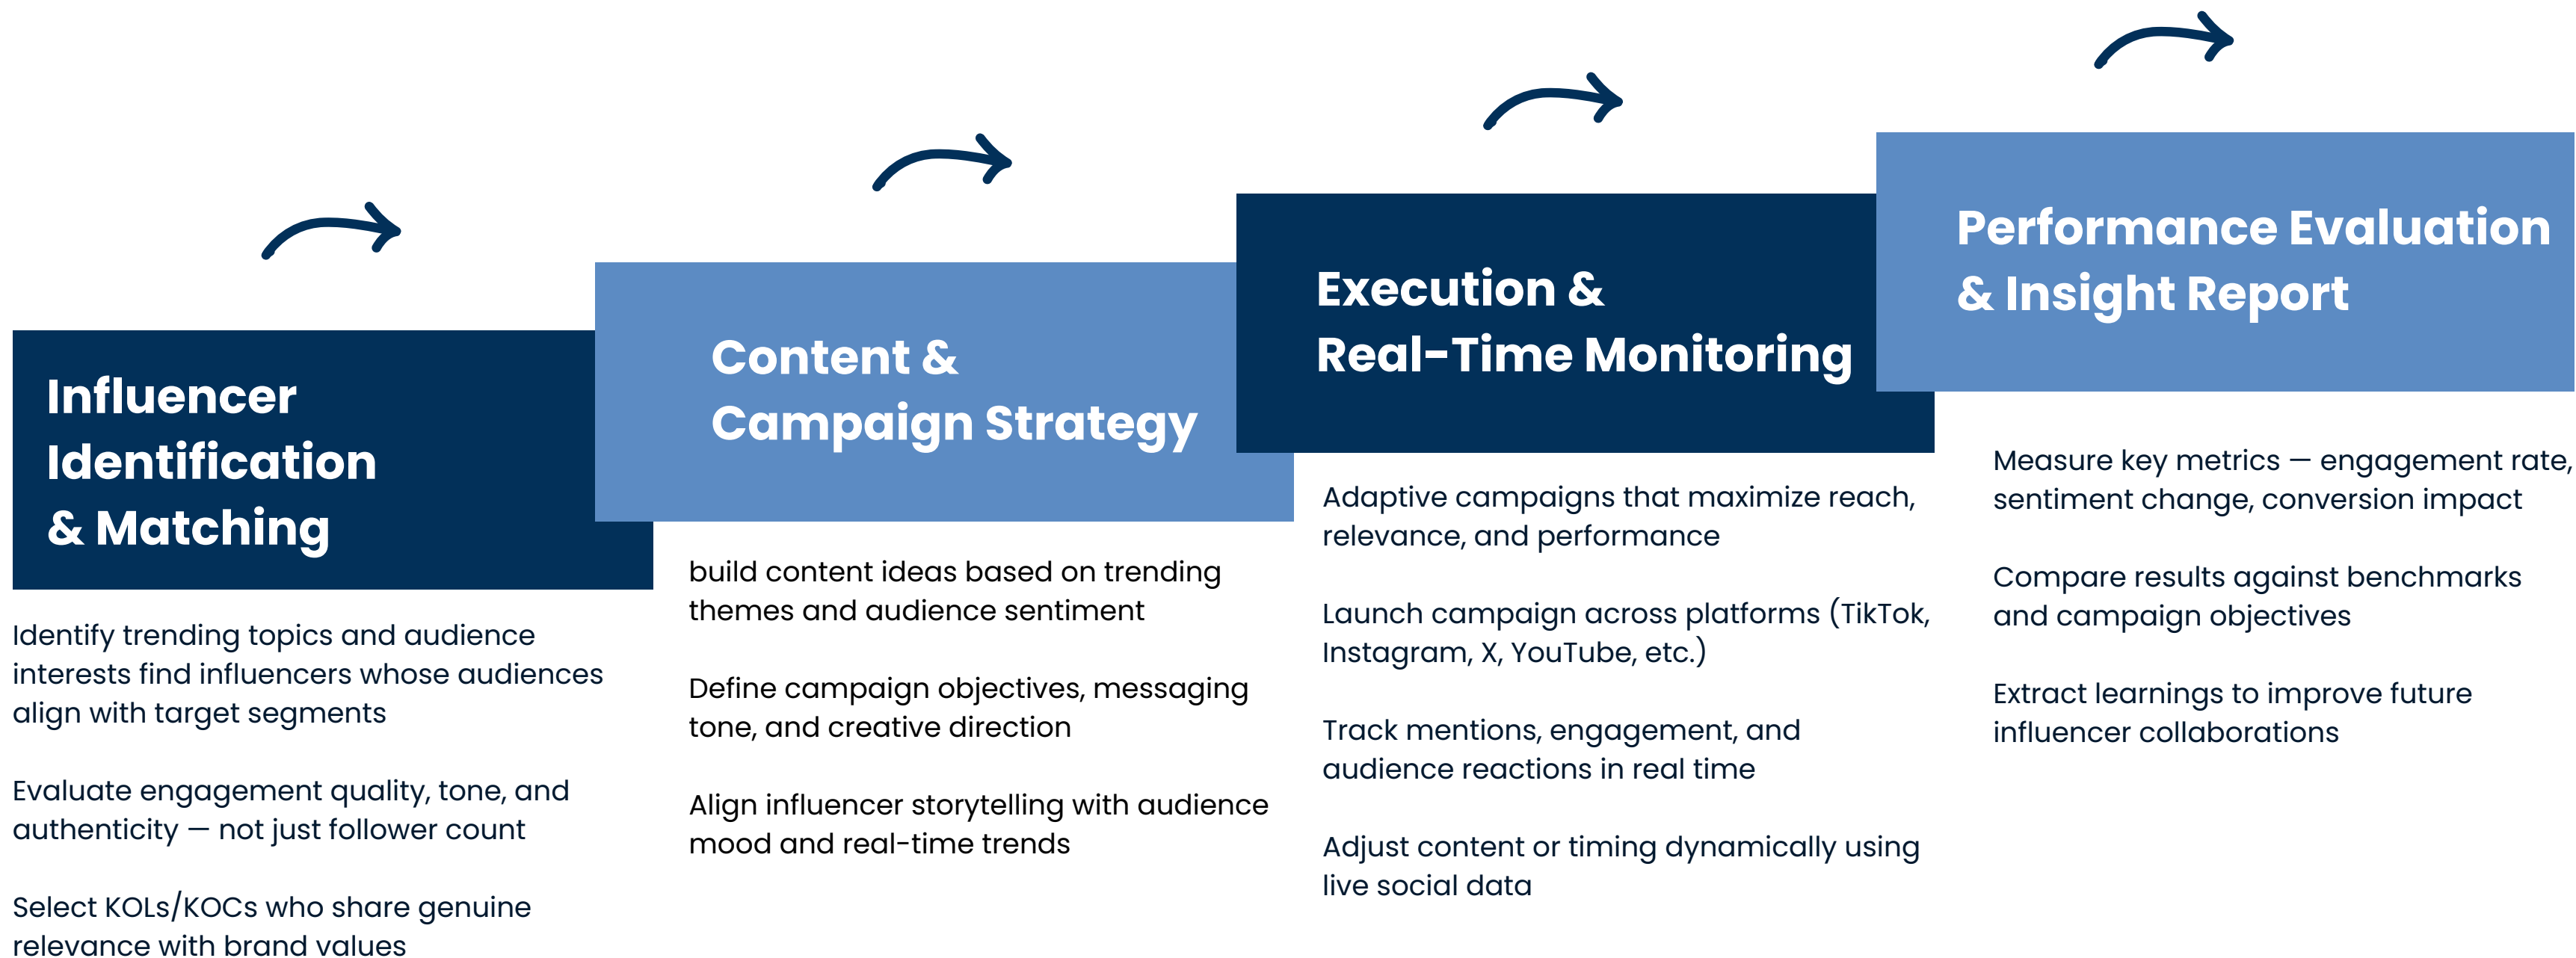 Influencer
Identification
& Matching
Identify trending topics and audience
interests find influencers whose audiences
align with target segments
Evaluate engagement quality, tone, and
authenticity — not just follower count
Select KOLs/KOCs who share genuine
relevance with brand values
Content &
Campaign Strategy
build content ideas based on trending
themes and audience sentiment
Define campaign objectives, messaging
tone, and creative direction
Align influencer storytelling with audience
mood and real-time trends
Execution &
Real-Time Monitoring
Adaptive campaigns that maximize reach,
relevance, and performance
Launch campaign across platforms (TikTok,
Instagram, X, YouTube, etc.)
Track mentions, engagement, and
audience reactions in real time
Adjust content or timing dynamically using
live social data
Performance Evaluation
& Insight Report
Measure key metrics — engagement rate,
sentiment change, conversion impact
Compare results against benchmarks
and campaign objectives
Extract learnings to improve future
influencer collaborations